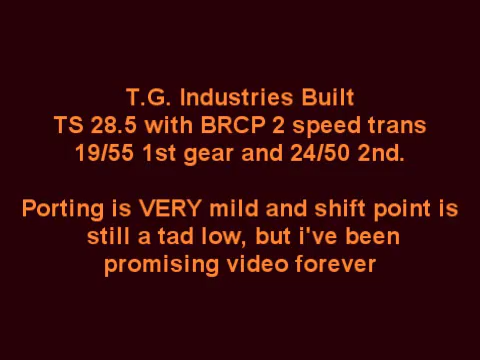 T.G. Industries Built
TS 28.5 with BRCP 2 speed trans
19/55 1st gear and 24/50 2nd.
Porting is VERY mild and shift point is
still a tad low, but i've been
promising video forever